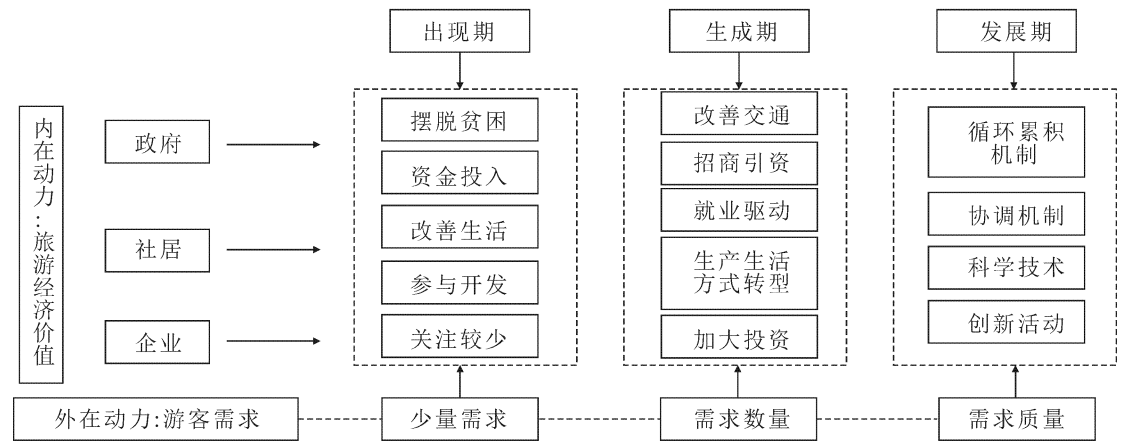 出现期
生成期
发展期
内在动力:旅游经济价值
政府
社居
企业
摆脱贫困
资金投入
改善生活
参与开发
关注较少
改善交通
招商引资
就业驱动
生产生活
方式转型
加大投资
循环累积
机制
协调机制
科学技术
创新活动
外在动力:游客需求
少量需求
需求数量
需求质量